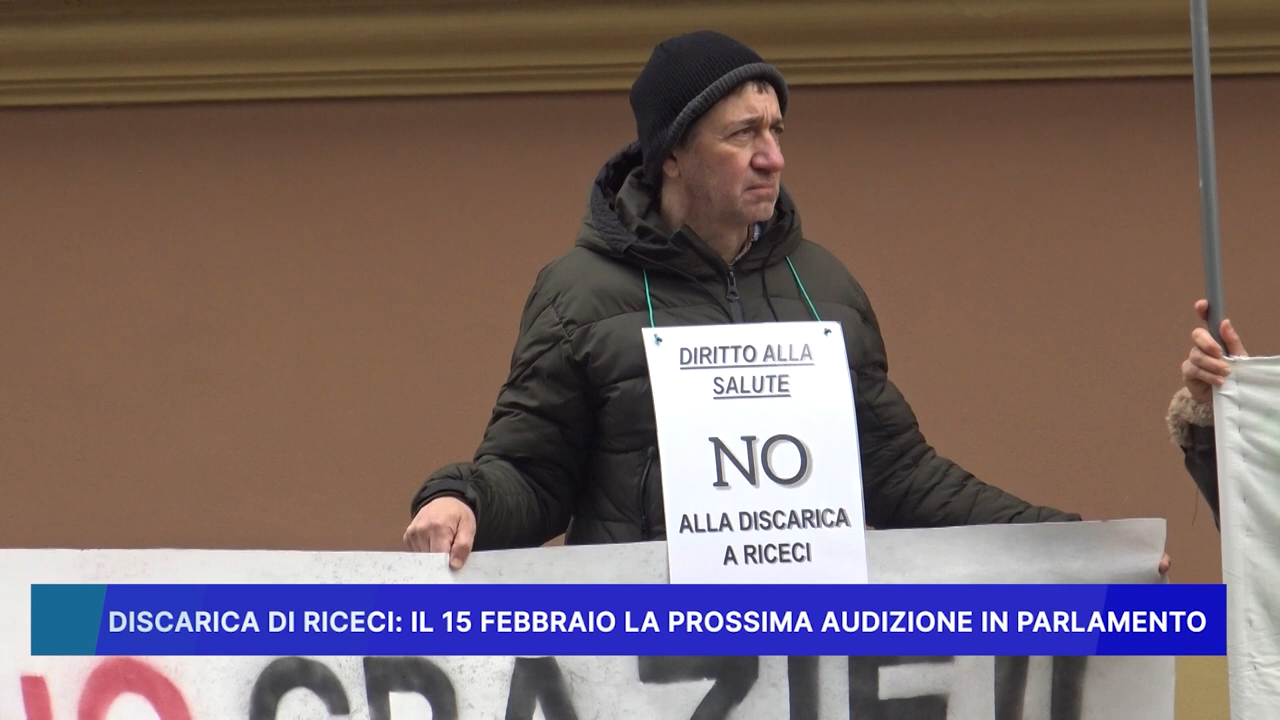 DIRITTO ALLA
SALUTE
NO
ALLA DISCARICA
A RICECI
DISCARICA DI RICECI: IL 15 FEBBRAIO LA PROSSIMA AUDIZIONE IN PARLAMENTO